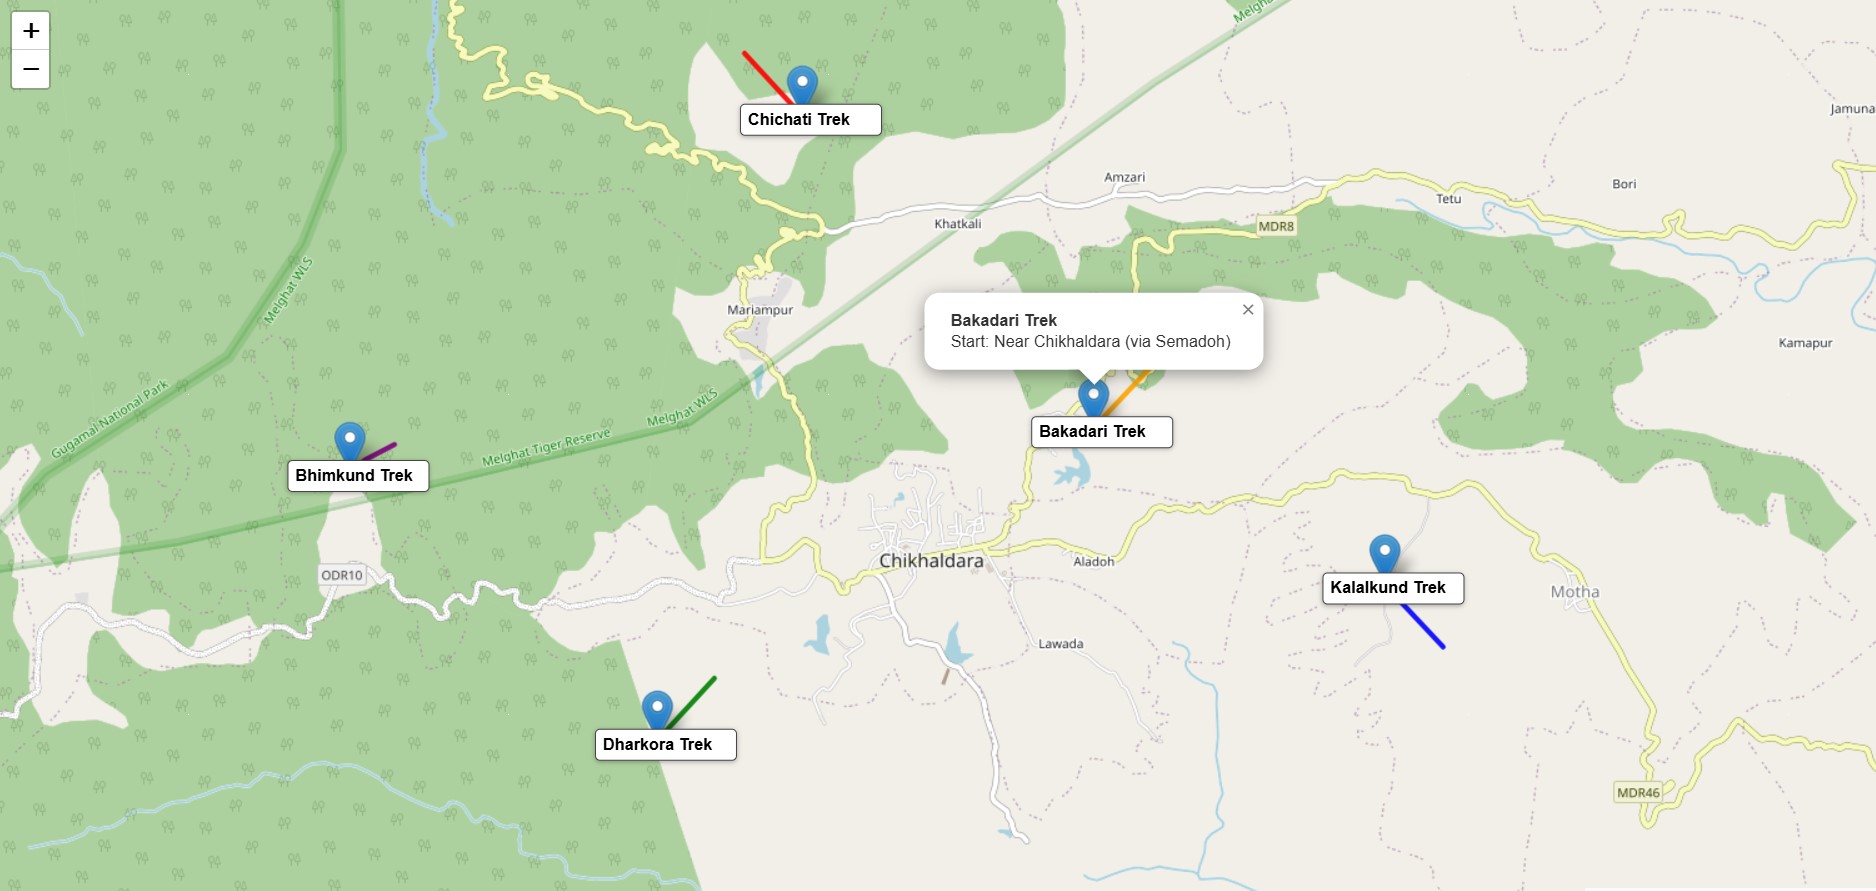 +
−
Melgh
Jamuna
Chichati Trek
Amzari
Bori
Tetu
Khatkali
MDR8
Melghat WLS
Mariampur
Bakadari Trek
Start: Near Chikhaldara (via Semadoh)
×
Kamapur
Gugamal National Park
Melghat WLS
Melghat Tiger Reserve
Bakadari Trek
Bhimkund Trek
Chikhaldara
Aladoh
ODR10
Kalalkund Trek
Motha
Lawada
Dharkora Trek
MDR46